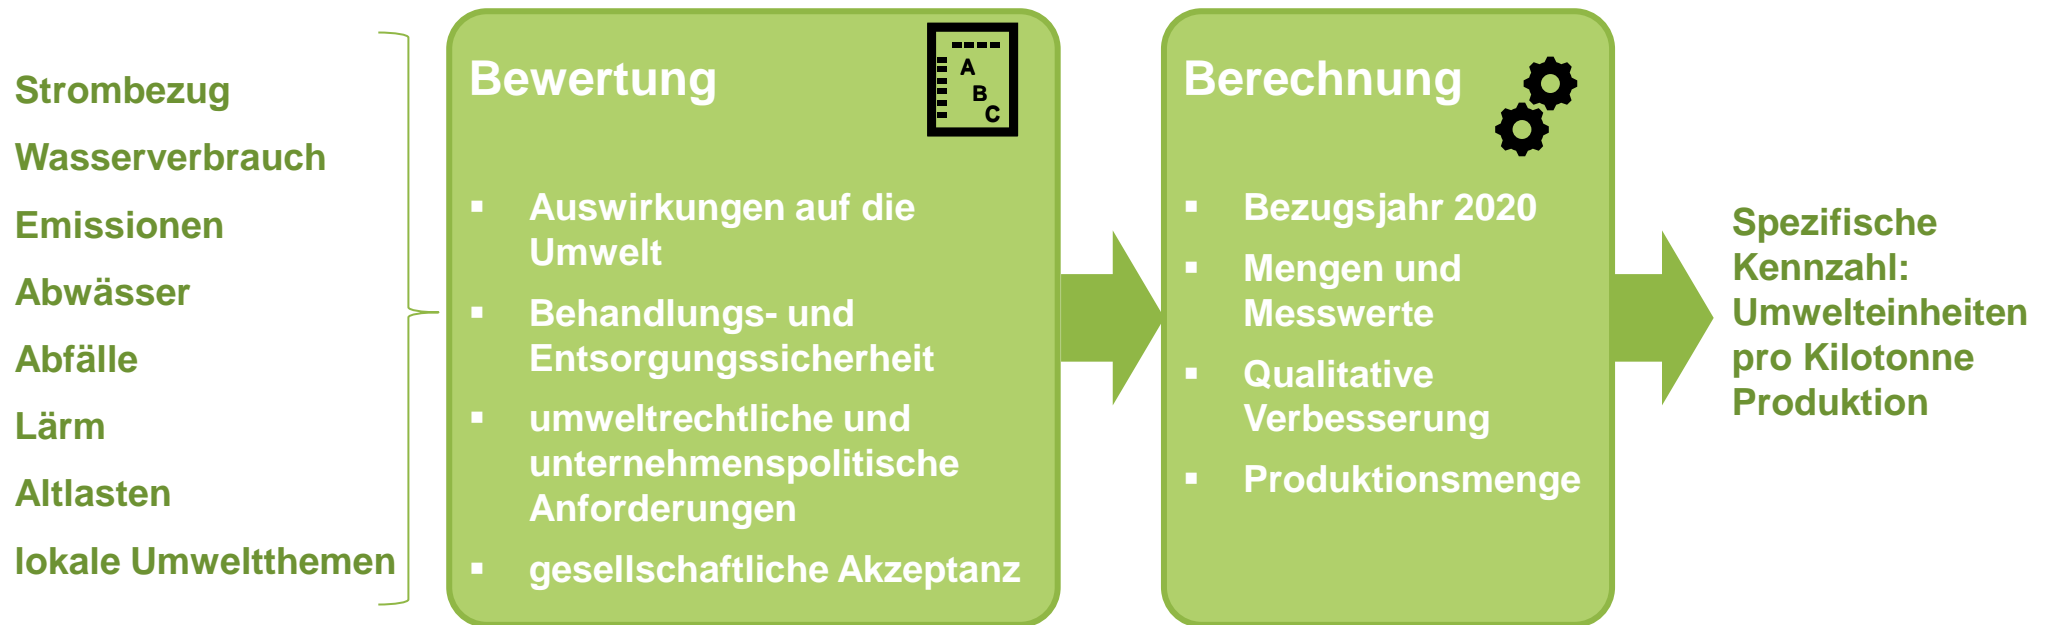 Strombezug
Wasserverbrauch
Emissionen
Abwässer
Abfälle
Lärm
Altlasten
lokale Umweltthemen
Bewertung
A
B
C
▪ Auswirkungen auf die
Umwelt
▪ Behandlungs- und
Entsorgungssicherheit
▪ umweltrechtliche und
unternehmenspolitische
Anforderungen
▪ gesellschaftliche Akzeptanz
Berechnung
▪ Bezugsjahr 2020
▪ Mengen und
Messwerte
▪ Qualitative
Verbesserung
▪ Produktionsmenge
Spezifische
Kennzahl:
Umwelteinheiten
pro Kilotonne
Produktion